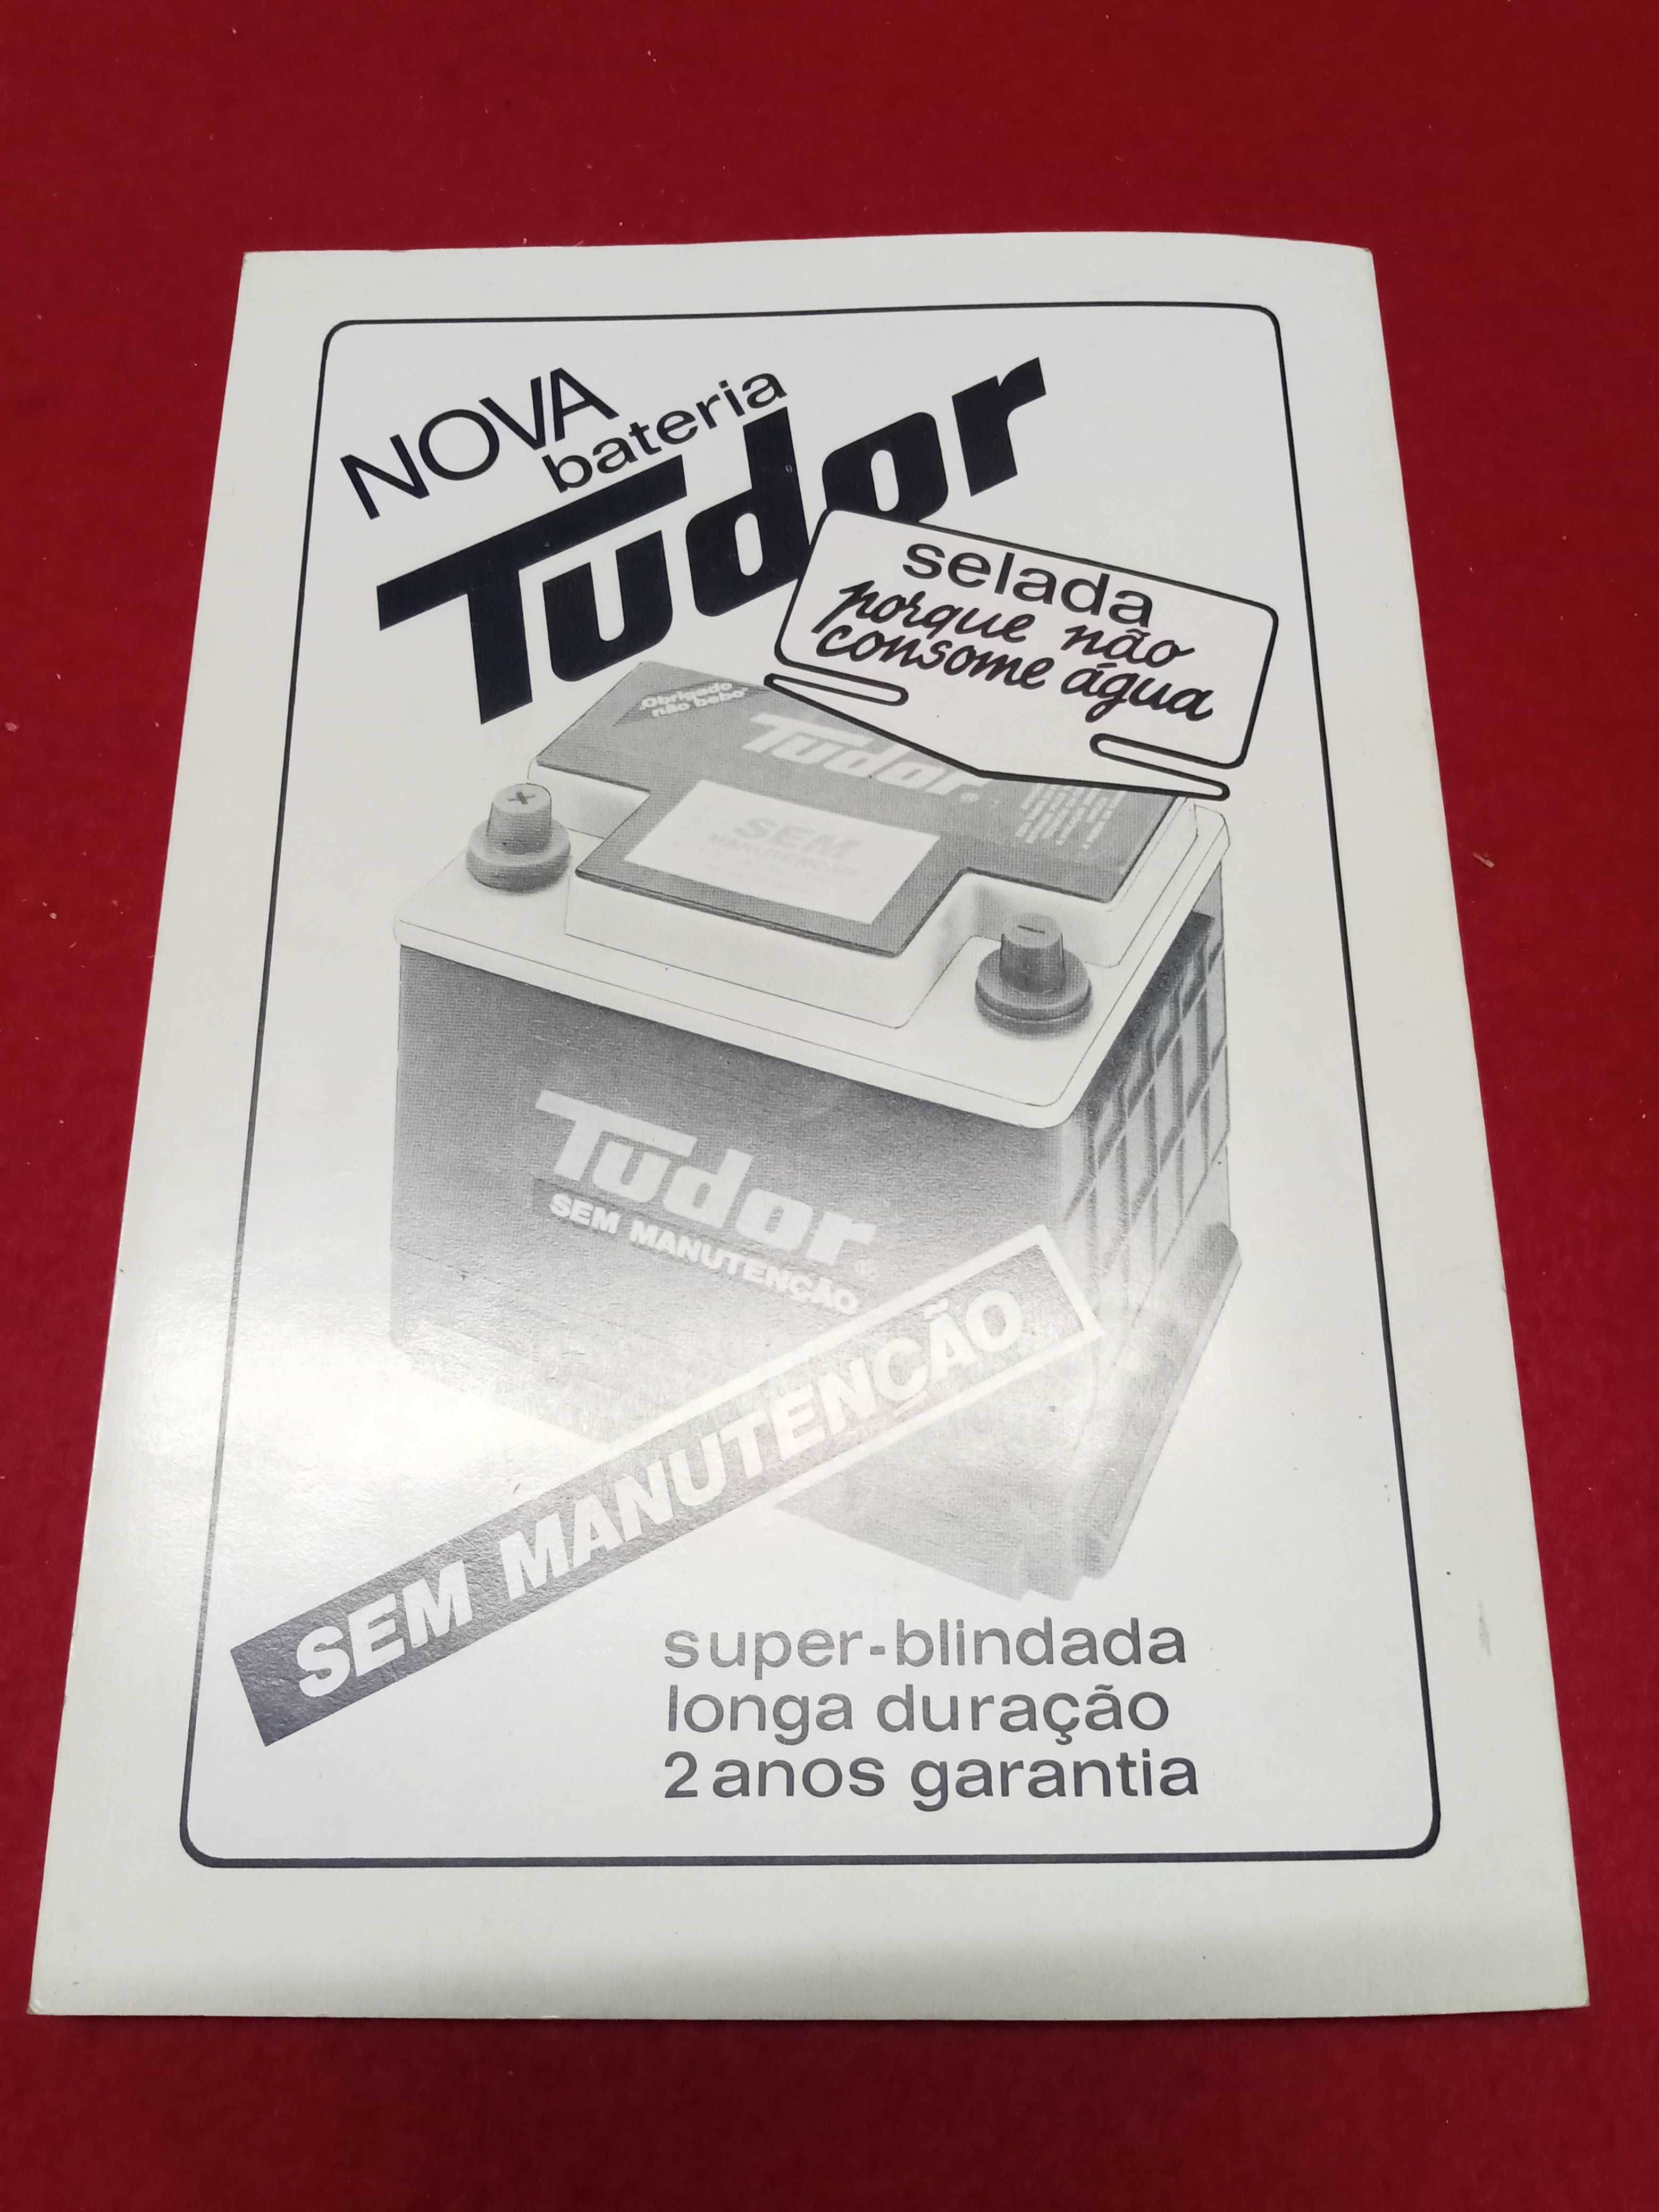 NOVA
bateria
Tudor
selada
porque não
consome água
"Obrigado
não bebo"
Tudor®
SEM
MANUTENÇÃO
+
-
Tudor®
SEM MANUTENÇÃO
SEM MANUTENÇÃO
super-blindada
longa duração
2 anos garantia